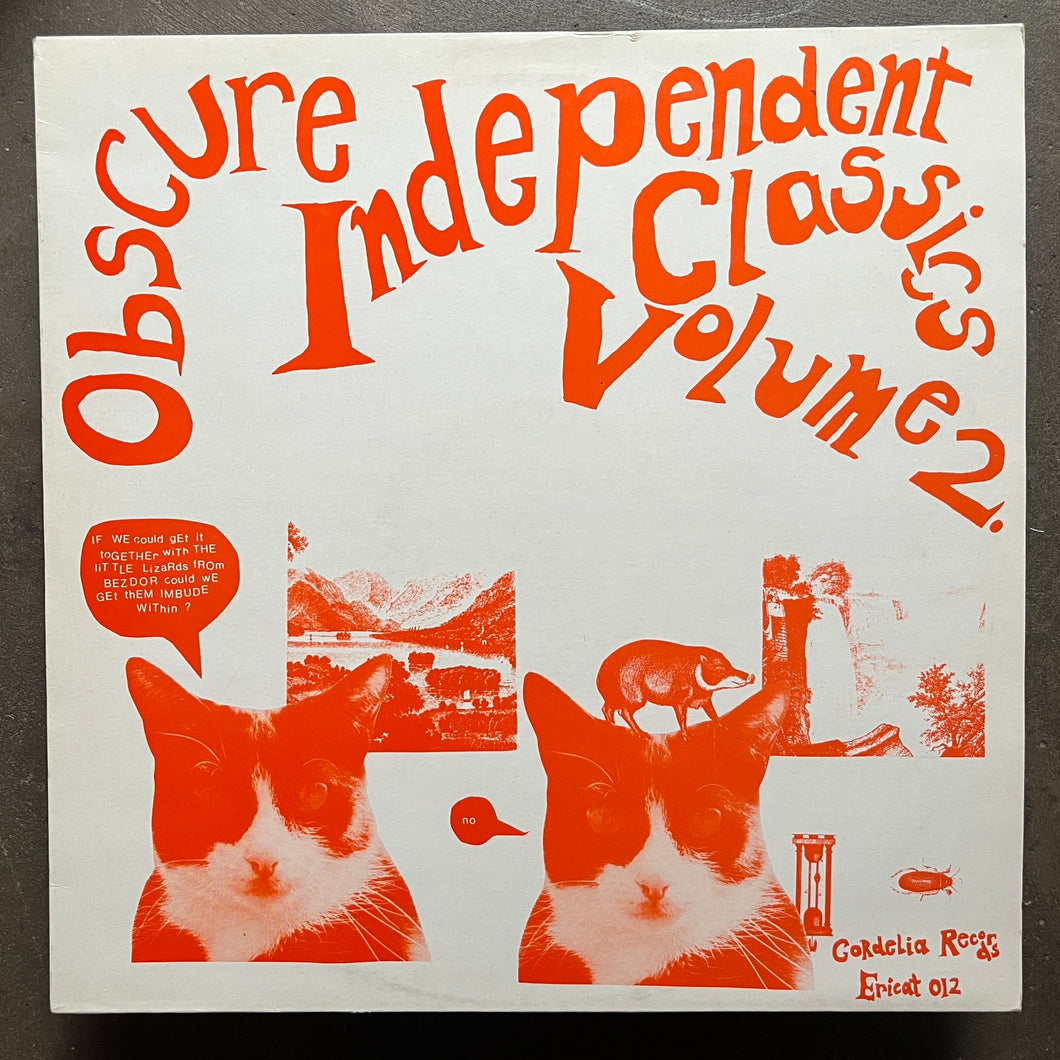 Obscure Independent
Classics
Volume 2.
IF WE could gEt it
toGETHEr wiTh THE
liTTLE LizaRds fROm
BEZDOR could wE
GEt thEM IMBUDE
WiThin ?
no
Cordelia Records
Ericat 012